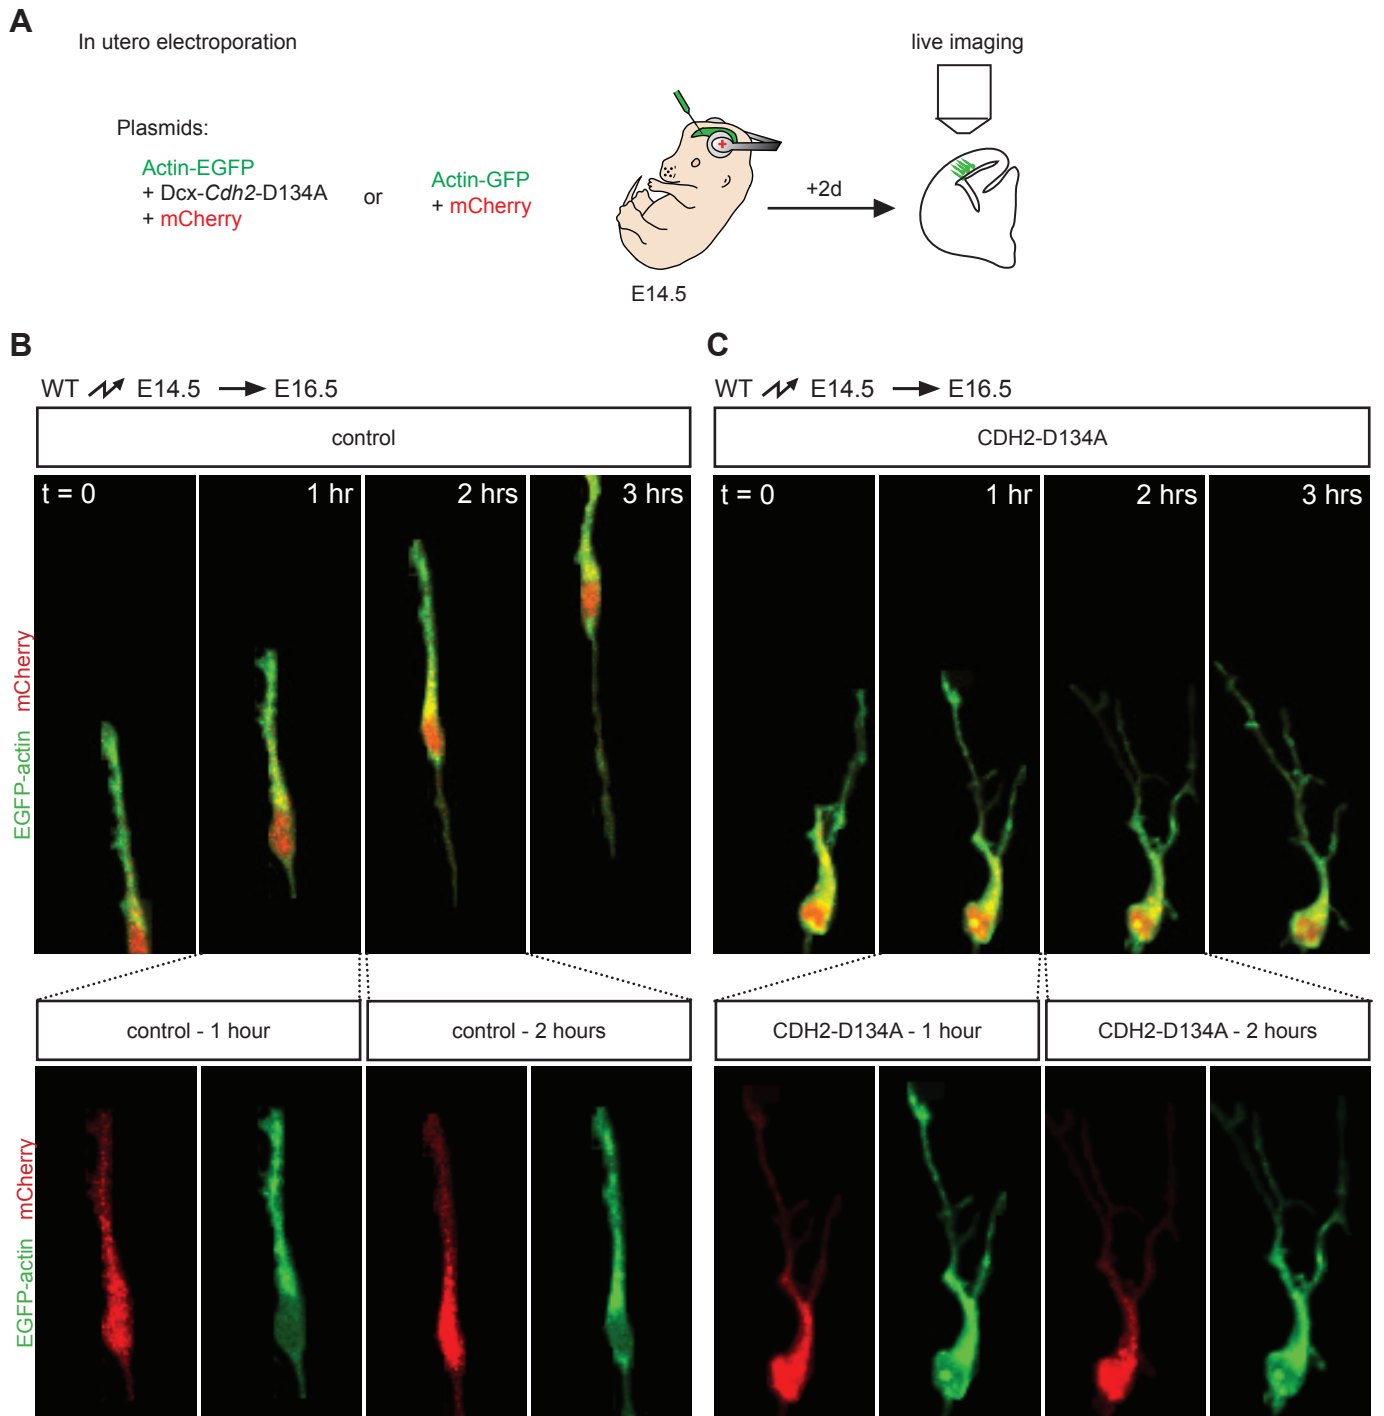 A
In utero electroporation
live imaging
Plasmids:
Actin-EGFP
+ Dcx-Cdh2-D134A
+ mCherry
or
Actin-GFP
+ mCherry
+
+2d
E14.5
B
WT E14.5 E16.5
control
t = 0 1 hr 2 hrs 3 hrs
EGFP-actin mCherry
control - 1 hour
control - 2 hours
EGFP-actin mCherry
C
WT E14.5 E16.5
CDH2-D134A
t = 0 1 hr 2 hrs 3 hrs
CDH2-D134A - 1 hour
CDH2-D134A - 2 hours